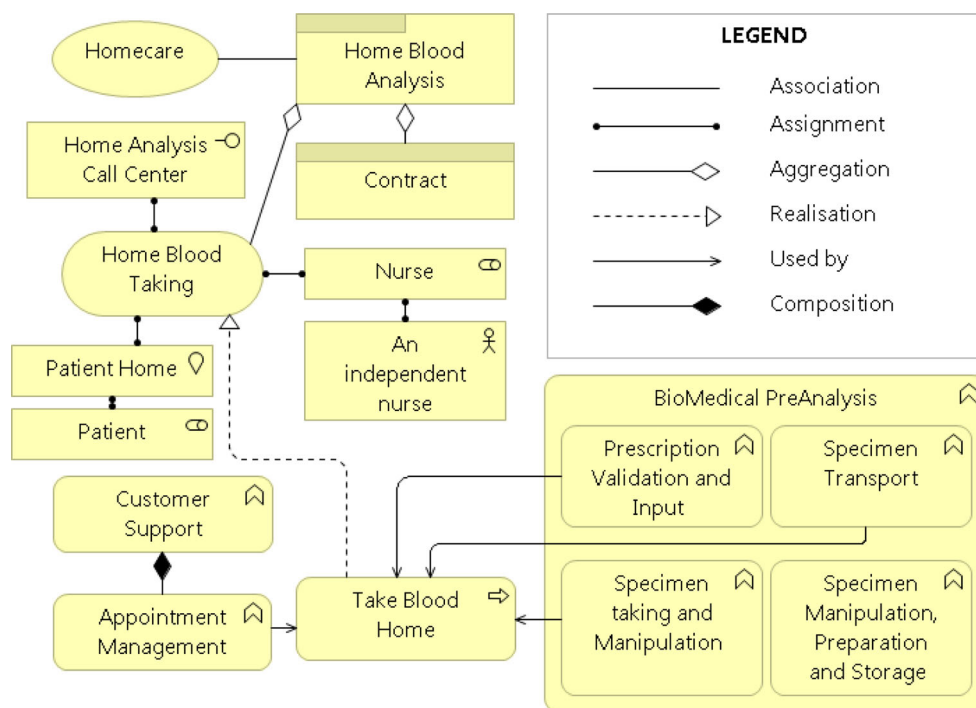 Homecare
Home Blood
Analysis
Home Analysis
Call Center
Contract
Home Blood
Taking
Nurse
An
independent
nurse
Patient Home
Patient
Customer
Support
Appointment
Management
Take Blood
Home
LEGEND
Association
Assignment
Aggregation
Realisation
Used by
Composition
BioMedical PreAnalysis
Prescription
Validation and
Input
Specimen
Transport
Specimen
taking and
Manipulation
Specimen
Manipulation,
Preparation
and Storage